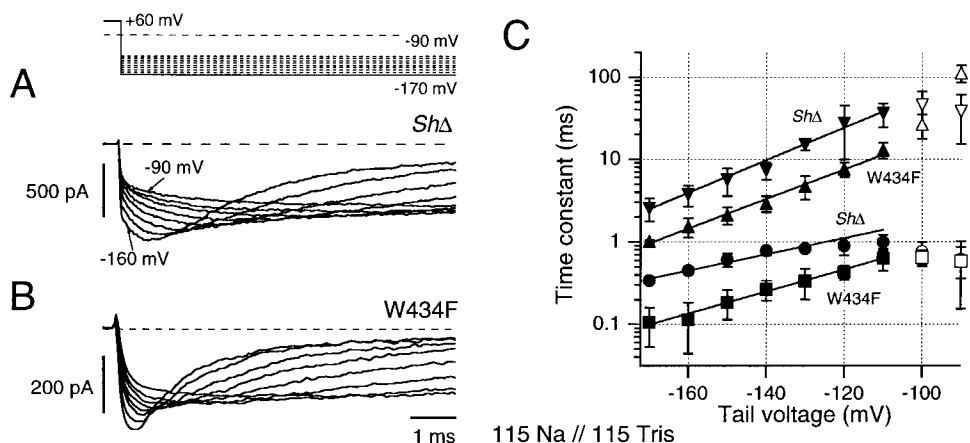 +60 mV
-90 mV
-170 mV
A
ShΔ
-90 mV
500 pA
-160 mV
B
W434F
200 pA
1 ms
C
Time constant (ms)
100
10
1
0.1
ShΔ
W434F
ShΔ
W434F
-160
-140
-120
-100
Tail voltage (mV)
115 Na // 115 Tris